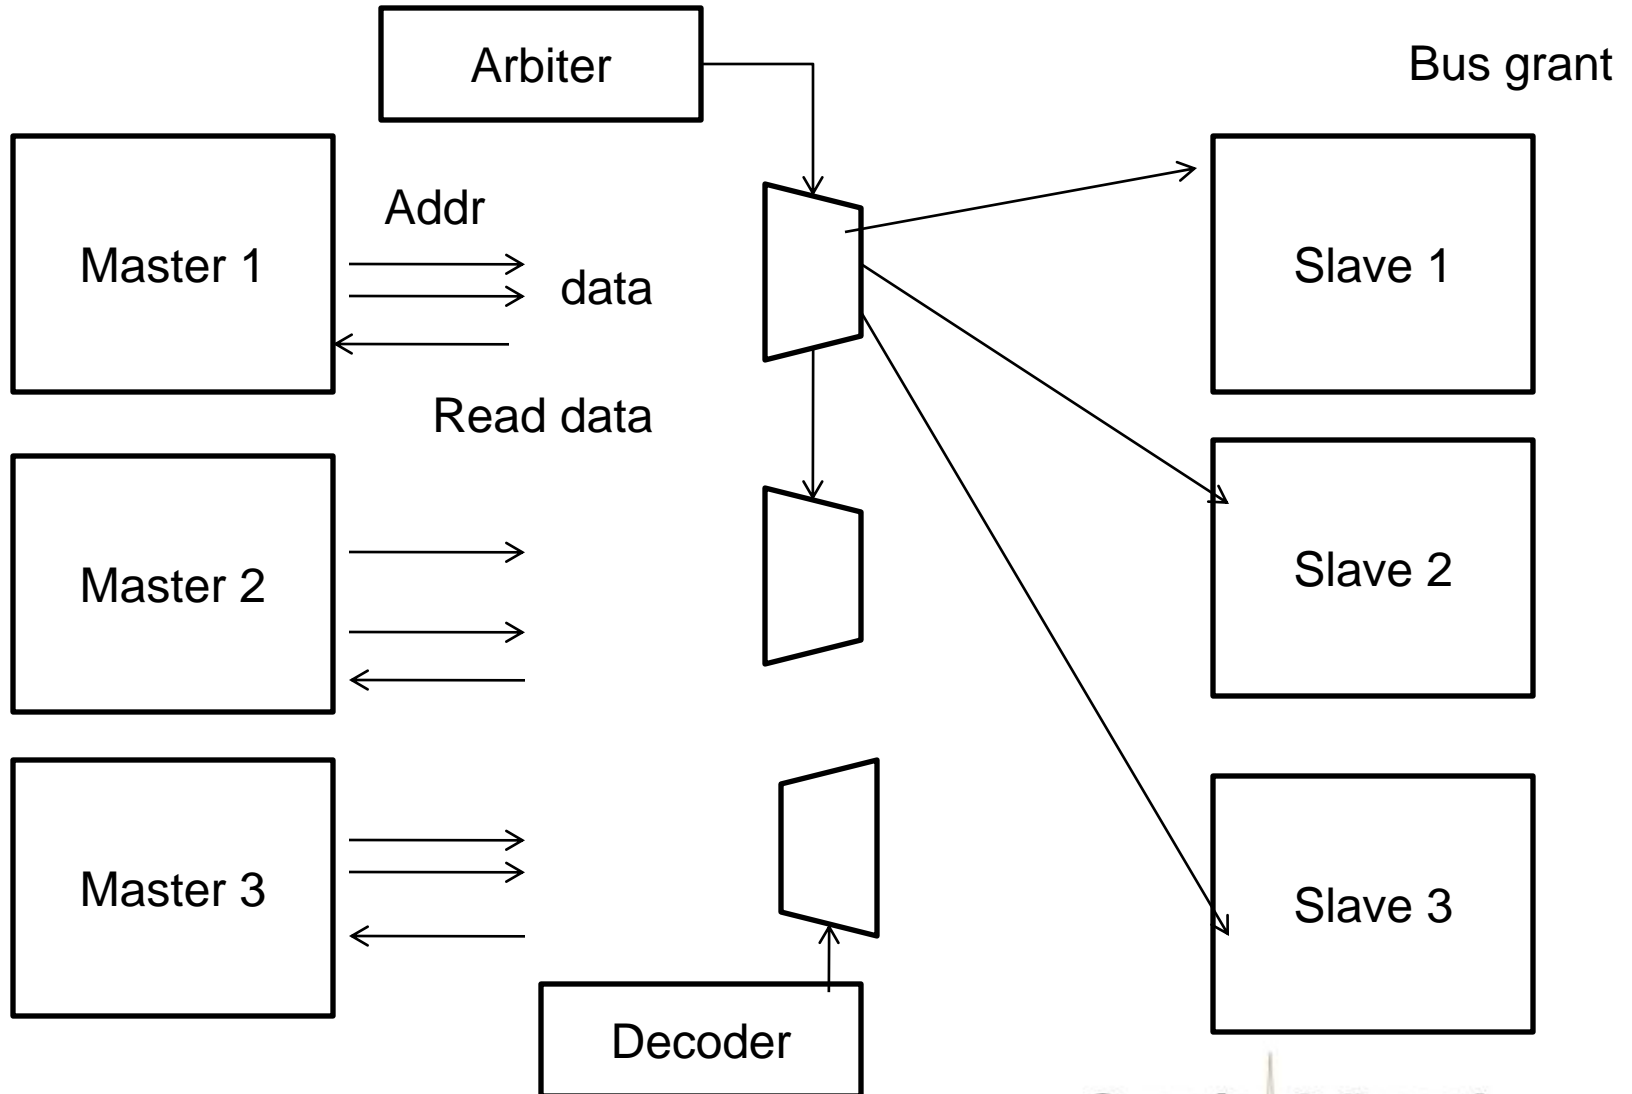 Arbiter
Bus grant
Master 1
Addr
data
Slave 1
Read data
Master 2
Slave 2
Master 3
Slave 3
Decoder